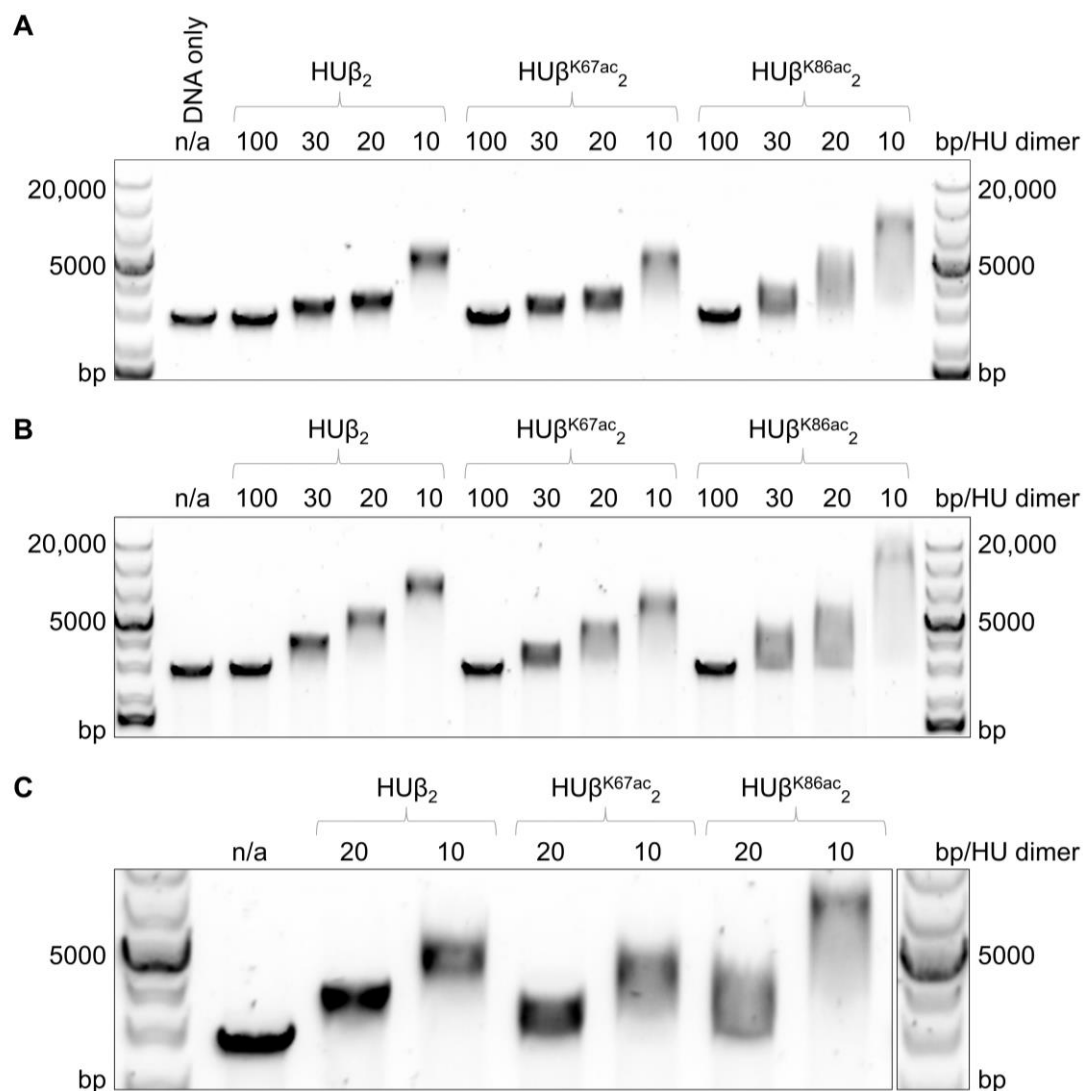 A
DNA only
HUβ₂ HUβᴷ⁶⁷ᵃᶜ₂ HUβᴷ⁸⁶ᵃᶜ₂
n/a 100 30 20 10 100 30 20 10 100 30 20 10 bp/HU dimer
20,000 20,000
5000 5000
bp bp
B
HUβ₂ HUβᴷ⁶⁷ᵃᶜ₂ HUβᴷ⁸⁶ᵃᶜ₂
n/a 100 30 20 10 100 30 20 10 100 30 20 10 bp/HU dimer
20,000 20,000
5000 5000
bp bp
C
HUβ₂ HUβᴷ⁶⁷ᵃᶜ₂ HUβᴷ⁸⁶ᵃᶜ₂
n/a 20 10 20 10 20 10 bp/HU dimer
5000 5000
bp bp